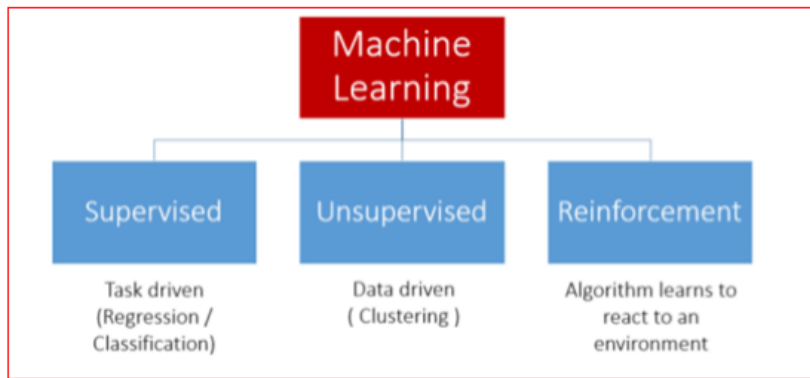 Machine
Learning
Supervised
Unsupervised
Reinforcement
Task driven
(Regression /
Classification)
Data driven
( Clustering )
Algorithm learns to
react to an
environment